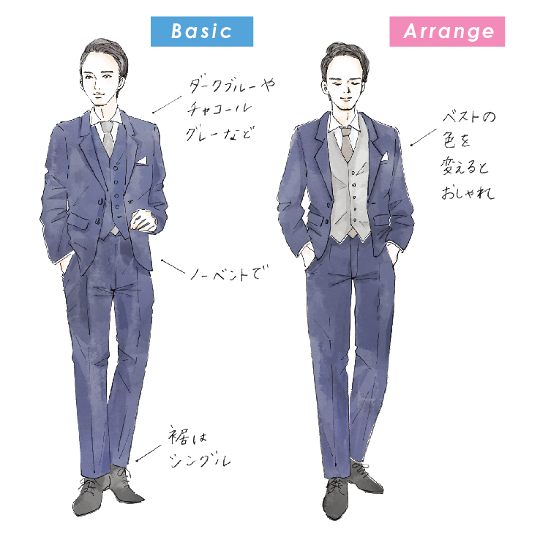 Basic
ダークブルーや
チャコール
グレーなど
ノーベントで
裾は
シングル
Arrange
ベストの
色を
変えると
おしゃれ